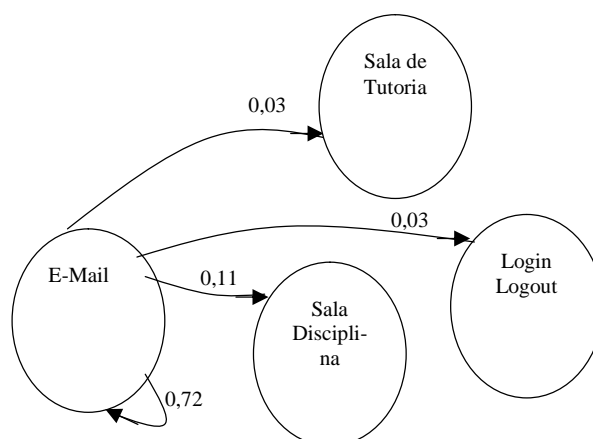 Sala de
Tutoria
0,03
0,03
E-Mail
0,11
Login
Logout
Sala
Discipli-
na
0,72